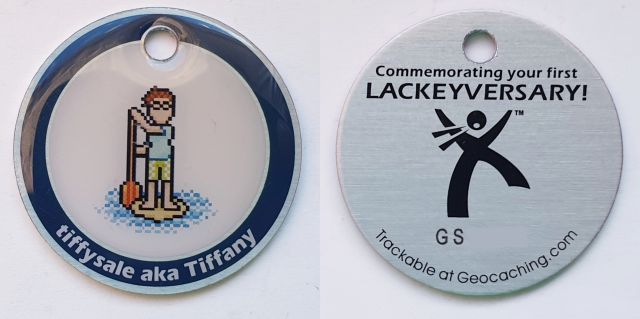 tiffysale aka Tiffany
Commemorating your first
LACKEYVERSARY!
TM
GS
Trackable at Geocaching.com